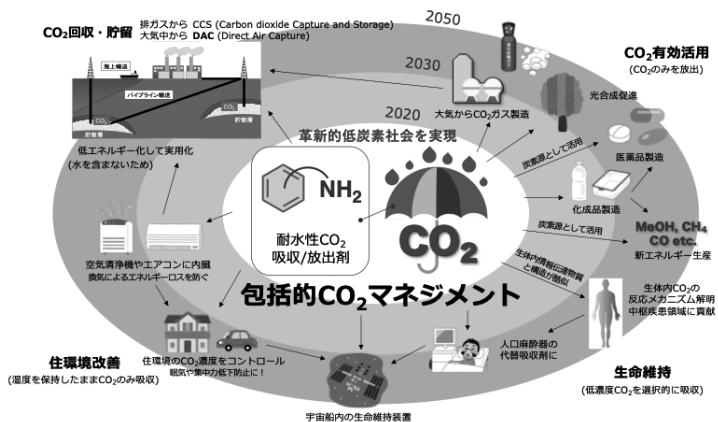 CO₂回収・貯留
排ガスから CCS (Carbon dioxide Capture and Storage)
大気中から DAC (Direct Air Capture)
海上輸送
パイプライン輸送
CO₂
貯留層
CO₂
貯留層
低エネルギー化して実用化
(水を含まないため)
2050
2030
2020
革新的低炭素社会を実現
大気からCO₂ガス製造
CO₂有効活用
(CO₂のみを放出)
光合成促進
炭素源として活用
医薬品製造
化成品製造
炭素源として活用
MeOH, CH₄
CO etc.
新エネルギー生産
NH₂
耐水性CO₂
吸収/放出剤
CO₂
包括的CO₂マネジメント
空気清浄機やエアコンに内臓
換気によるエネルギーロスを防ぐ
生体内情報伝達物質
と構造が酷似
生体内CO₂の
反応メカニズム解明
中枢疾患領域に貢献
人口麻酔器の
代替吸収剤に
生命維持
(低濃度CO₂を選択的に吸収)
住環境改善
(湿度を保持したままCO₂のみ吸収)
住環境のCO₂濃度をコントロール
眠気や集中力低下防止に！
宇宙船内の生命維持装置